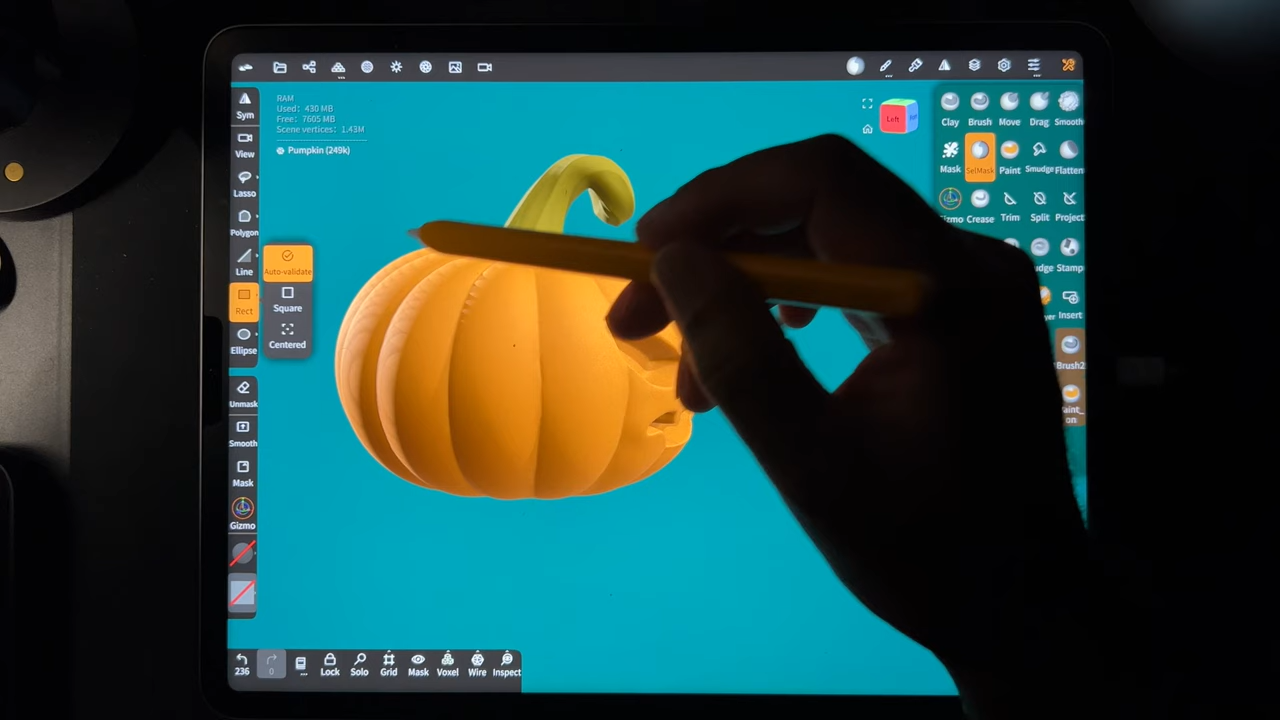 RAM
Used: 430 MB
Free: 7605 MB
Scene vertices: 1.43M
Pumpkin (249k)
Left
Sym
View
Lasso
Polygon
Line
Rect
Ellipse
Unmask
Smooth
Mask
Gizmo
Auto-validate
Square
Centered
Clay Brush Move Drag Smooth
Mask SelMask Paint Smudge Flatten
Gizmo Crease Trim Split Project
Stamp
Insert
Brush2
Paint_
on
236
0
Lock Solo Grid Mask Voxel Wire Inspect